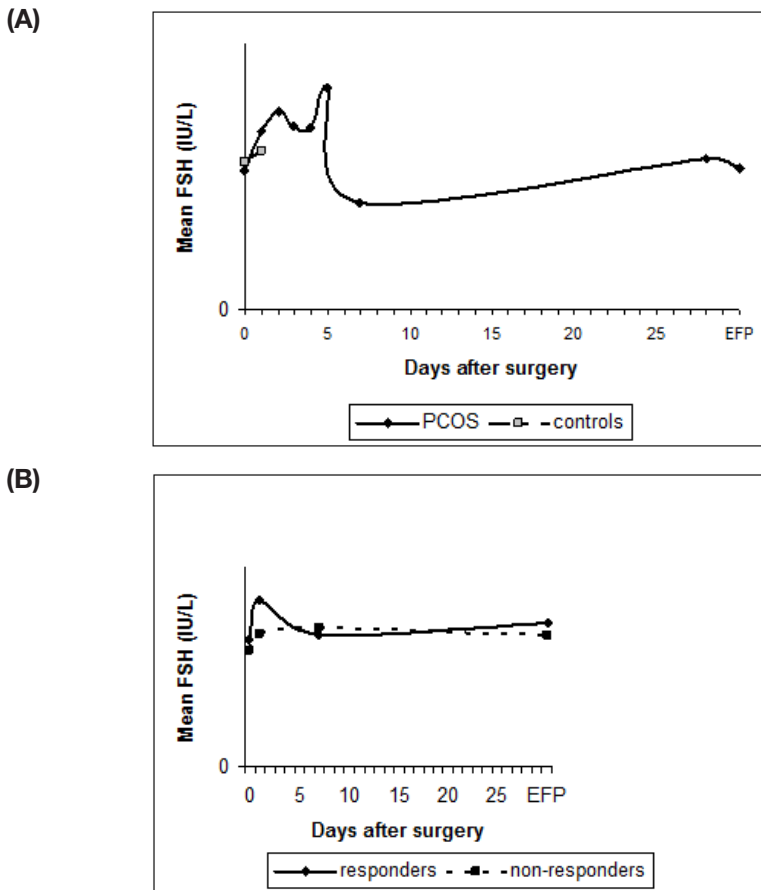 (A)
Mean FSH (IU/L)
0
0 5 10 15 20 25 EFP
Days after surgery
PCOS controls
(B)
Mean FSH (IU/L)
0
0 5 10 15 20 25 EFP
Days after surgery
responders non-responders